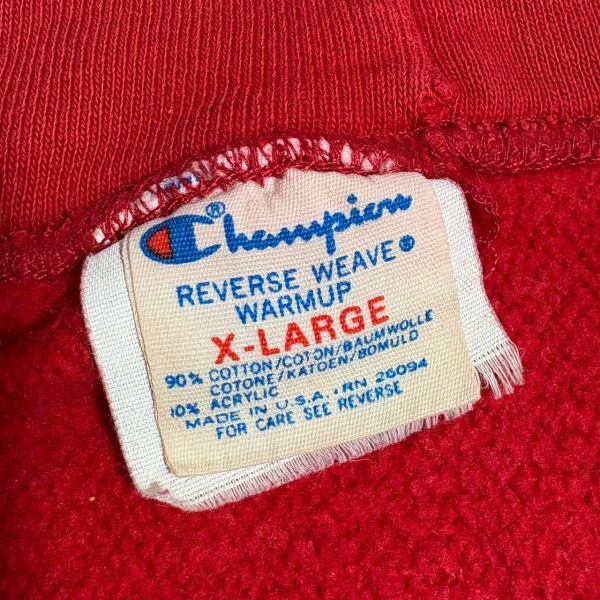 Champion®
REVERSE WEAVE®
WARMUP
X-LARGE
90% COTTON/COTON/BAUMWOLLE
COTONE/KATOEN/BOMULD
10% ACRYLIC
MADE IN U.S.A. · RN 26094
FOR CARE SEE REVERSE